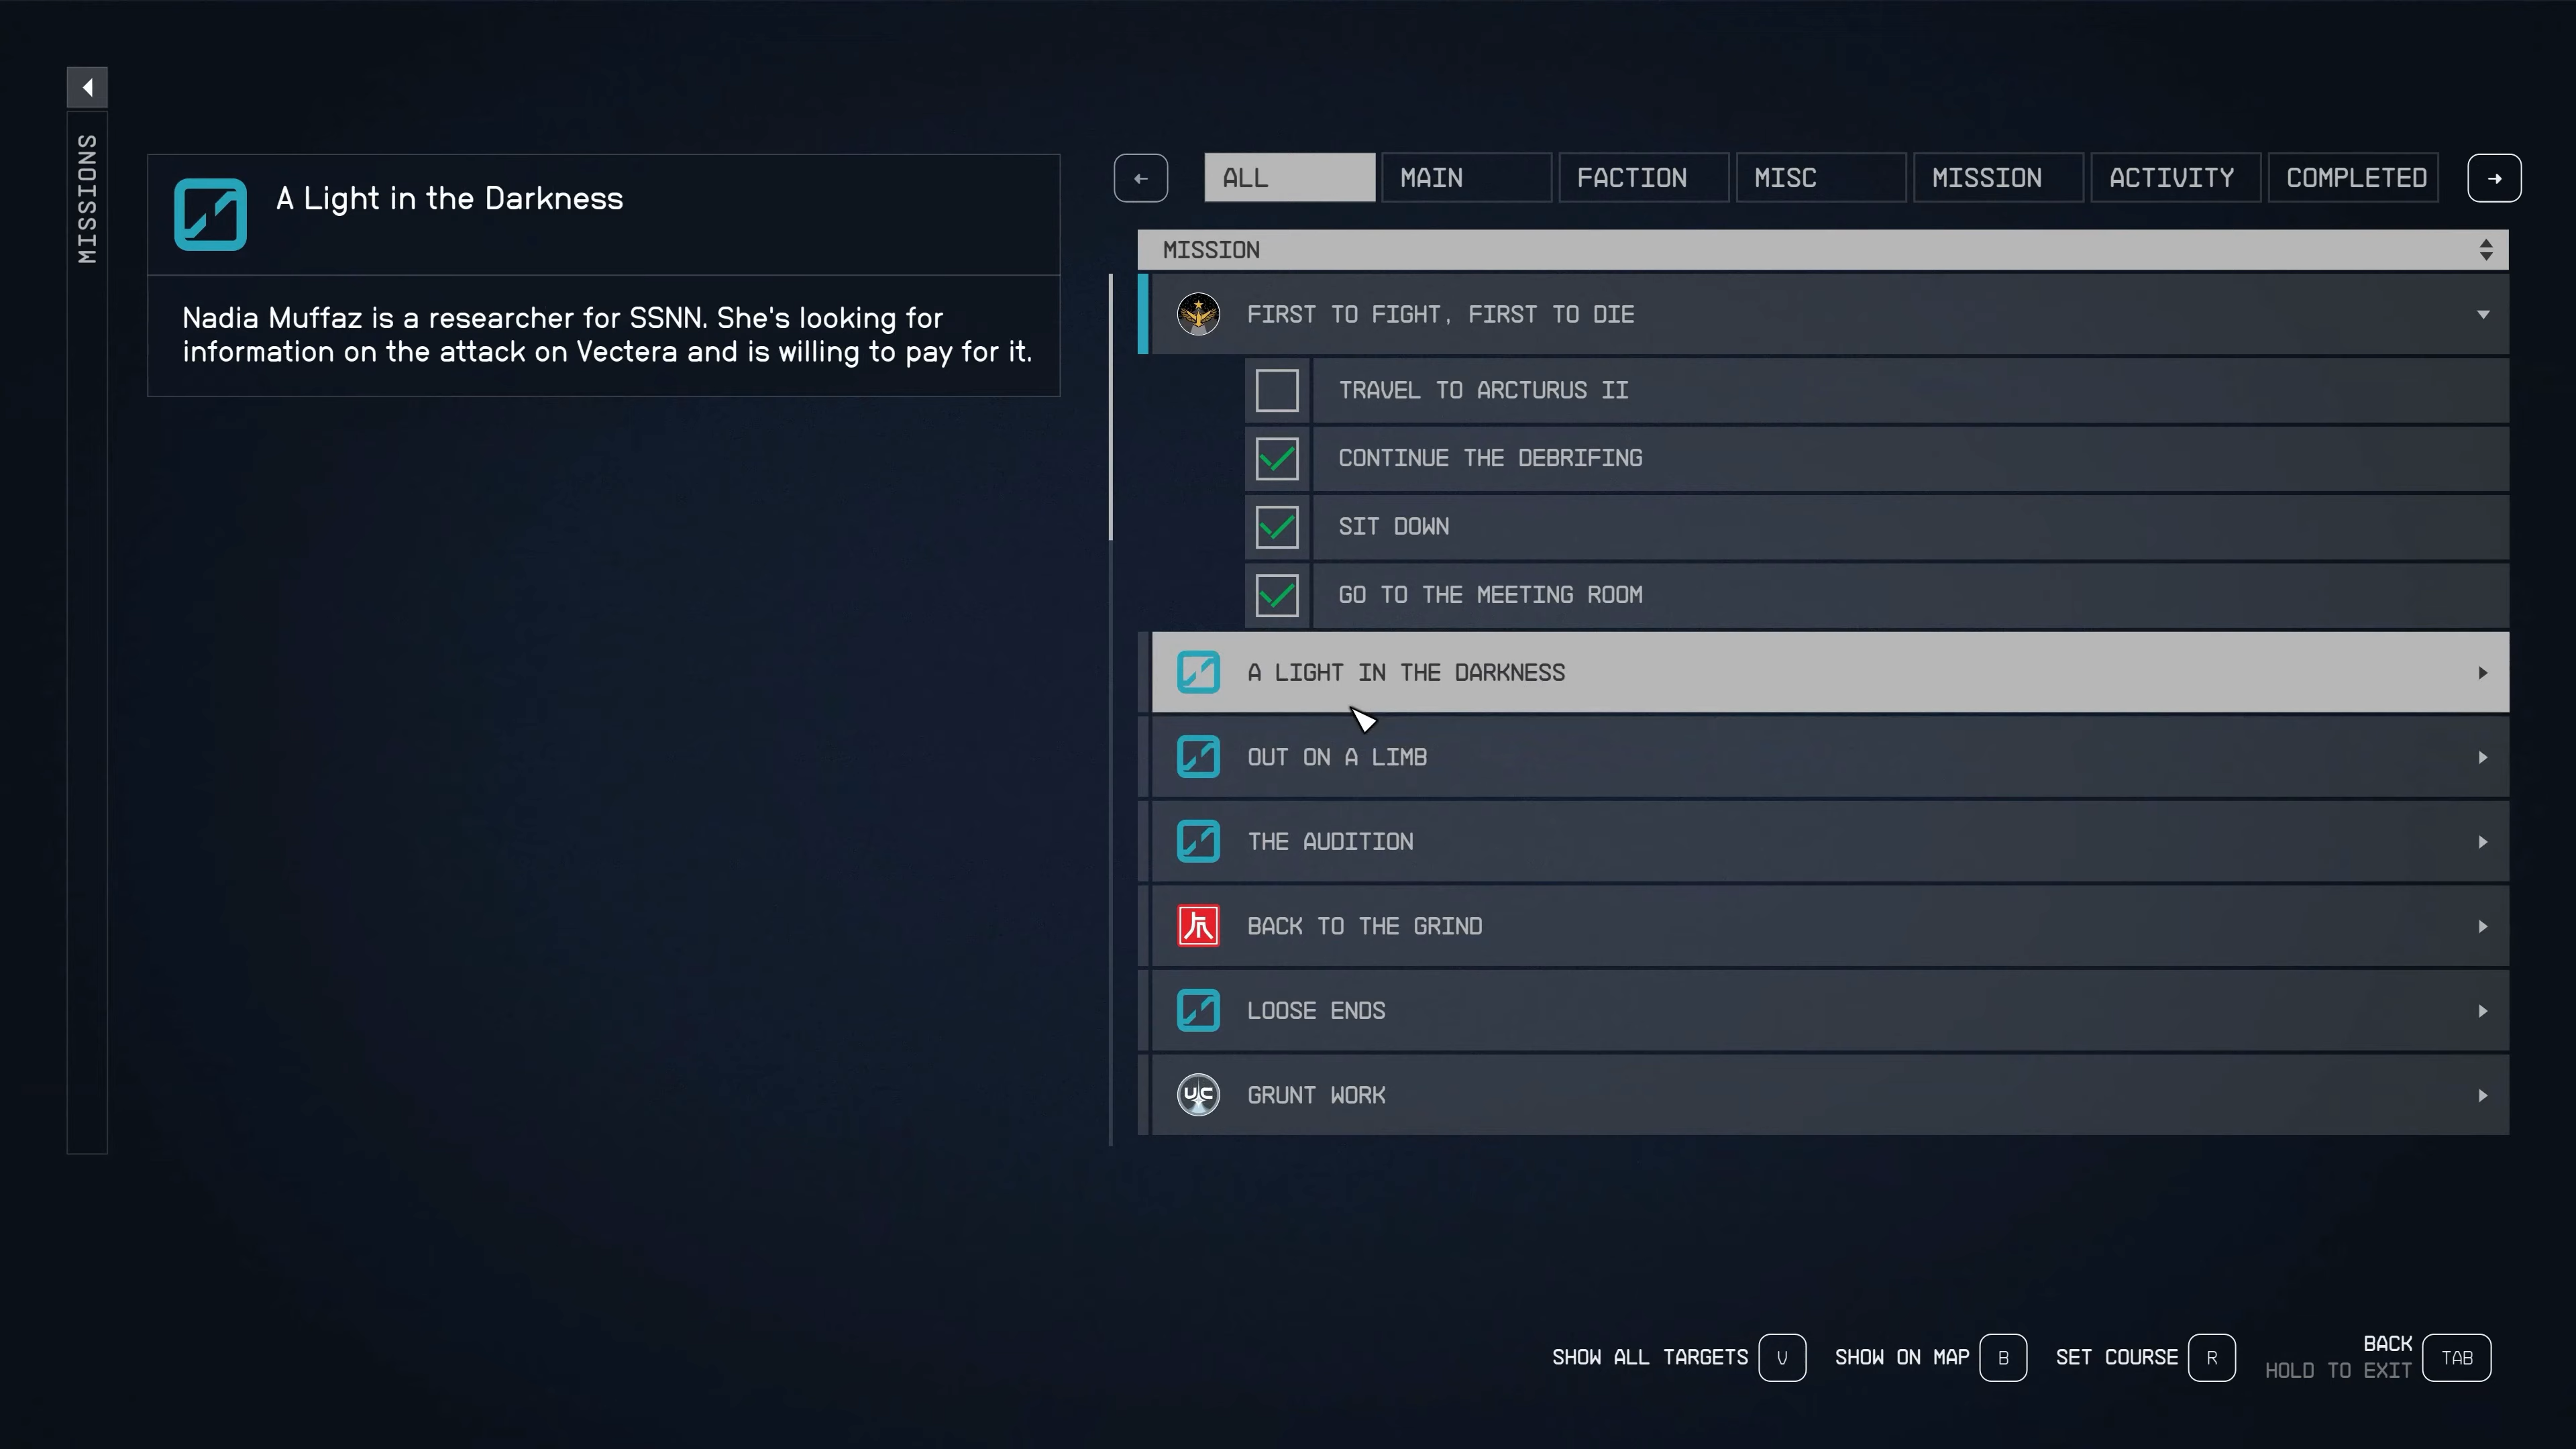 MISSIONS
A Light in the Darkness
Nadia Muffaz is a researcher for SSNN. She's looking for
information on the attack on Vectera and is willing to pay for it.
ALL MAIN FACTION MISC MISSION ACTIVITY COMPLETED
MISSION
FIRST TO FIGHT, FIRST TO DIE
TRAVEL TO ARCTURUS II
CONTINUE THE DEBRIFING
SIT DOWN
GO TO THE MEETING ROOM
A LIGHT IN THE DARKNESS
OUT ON A LIMB
THE AUDITION
BACK TO THE GRIND
LOOSE ENDS
UC GRUNT WORK
SHOW ALL TARGETS V SHOW ON MAP B SET COURSE R BACK TAB
HOLD TO EXIT